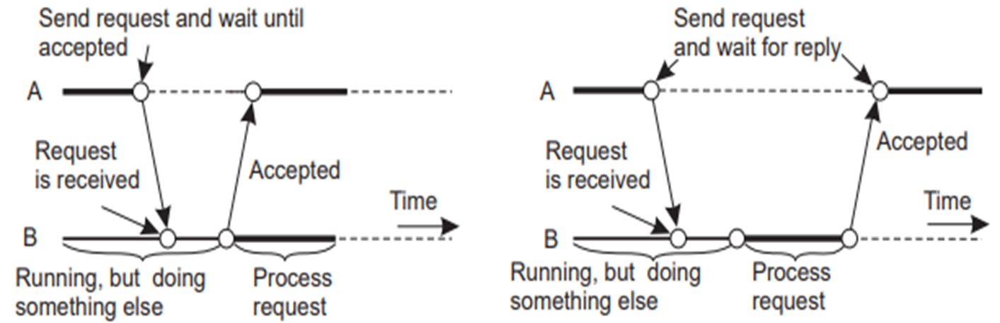 Send request and wait until
accepted
A
Request
is received
Accepted
Time
B
Running, but doing
something else
Process
request
Send request
and wait for reply
A
Request
is received
Accepted
Time
B
Running, but doing
something else
Process
request